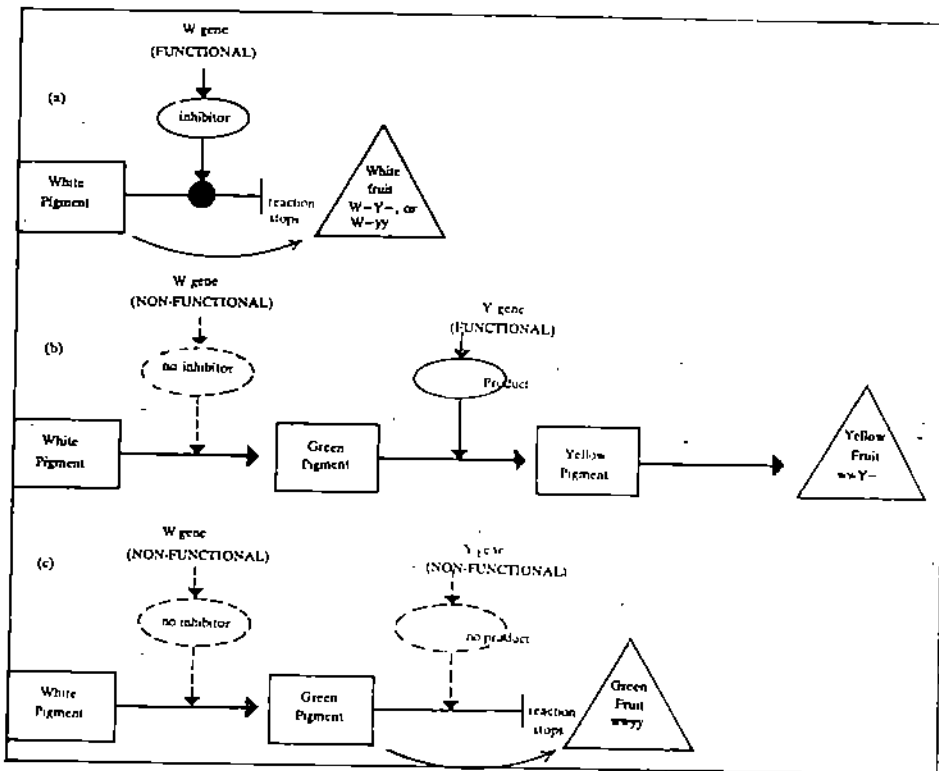 W gene
(FUNCTIONAL)
(a)
inhibitor
White
Pigment
reaction
stops
White
fruit
W-Y-, or
W-yy
W gene
(NON-FUNCTIONAL)
Y gene
(FUNCTIONAL)
(b)
no inhibitor
Product
White
Pigment
Green
Pigment
Yellow
Pigment
Yellow
Fruit
wwY-
W gene
(NON-FUNCTIONAL)
Y gene
(NON-FUNCTIONAL)
(c)
no inhibitor
no product
White
Pigment
Green
Pigment
reaction
stops
Green
Fruit
wwyy